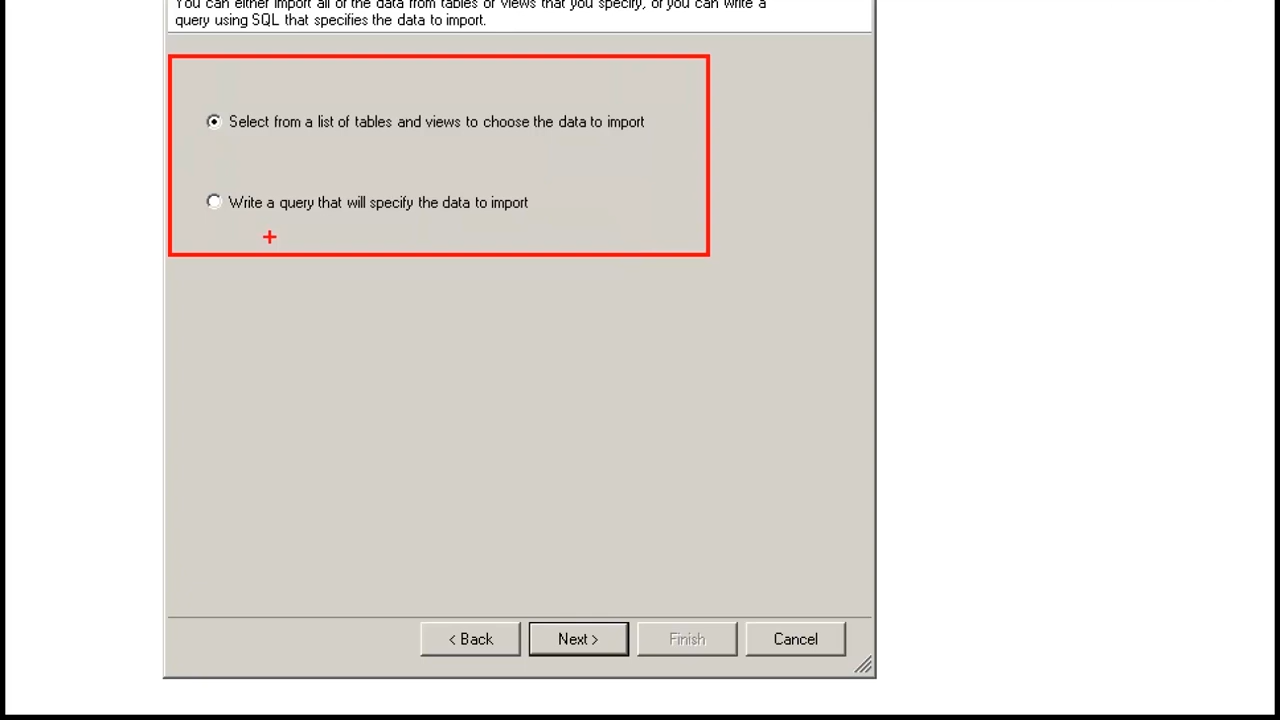 You can either import all of the data from tables or views that you specify, or you can write a
query using SQL that specifies the data to import.
Select from a list of tables and views to choose the data to import
Write a query that will specify the data to import
< Back
Next >
Finish
Cancel